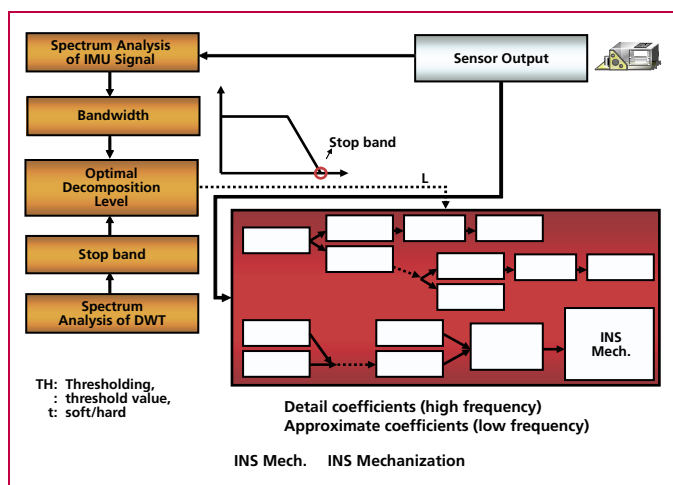 Spectrum Analysis
of IMU Signal
Sensor Output
Bandwidth
Stop band
Optimal
Decomposition
Level
L
Stop band
Spectrum
Analysis of DWT
INS
Mech.
TH: Thresholding,
: threshold value,
t: soft/hard
Detail coefficients (high frequency)
Approximate coefficients (low frequency)
INS Mech. INS Mechanization